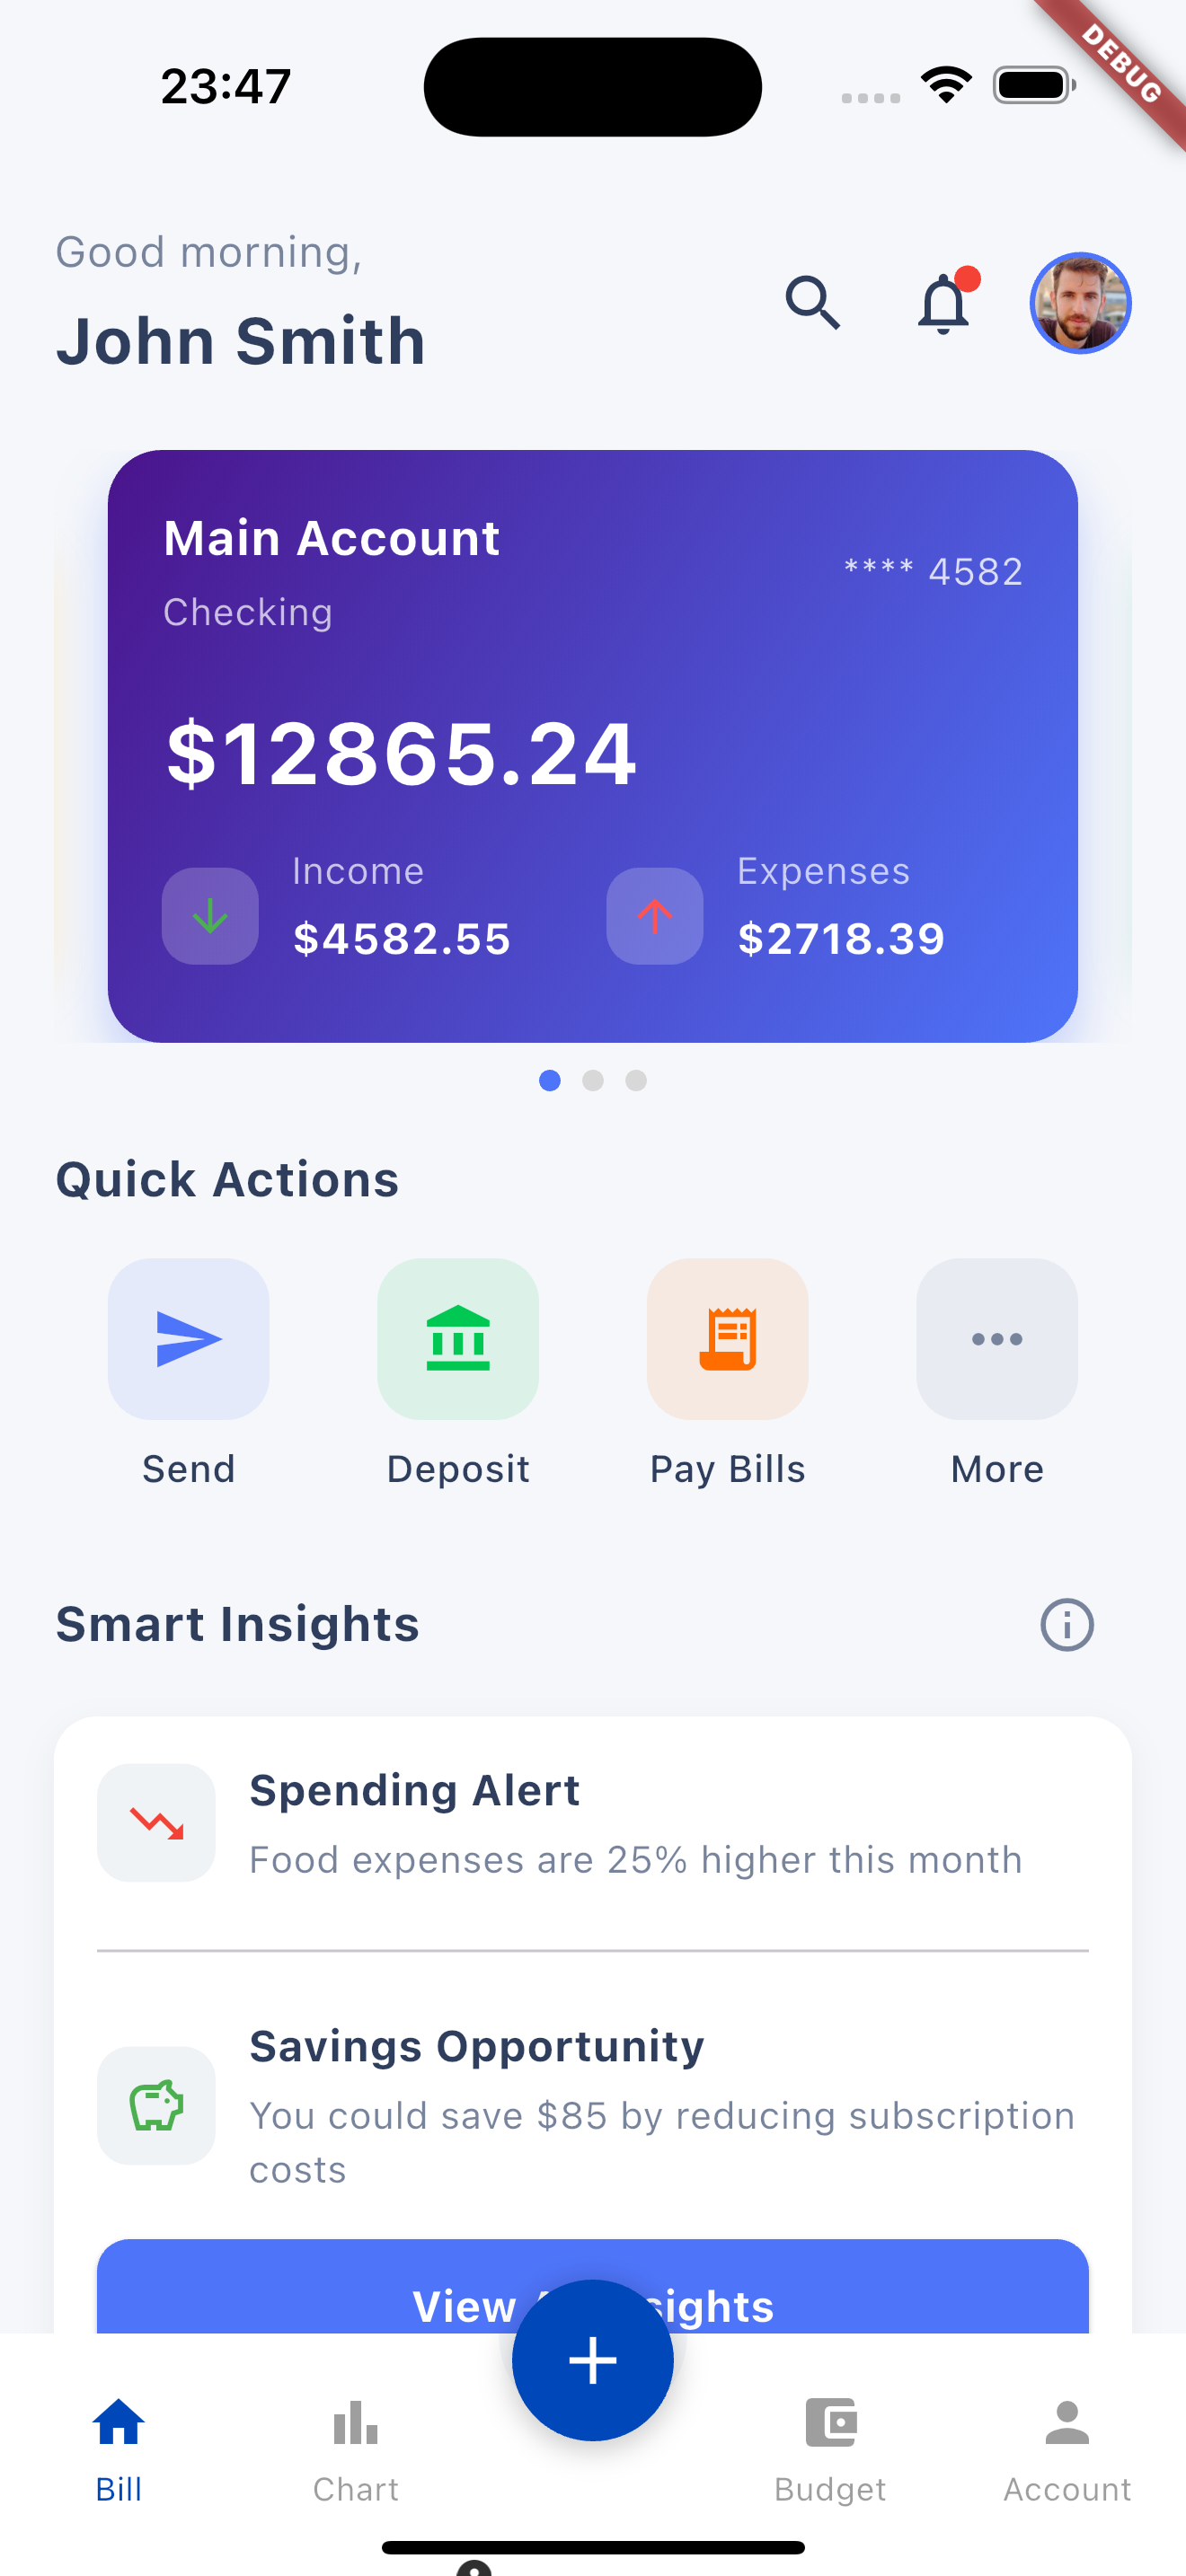 23:47
DEBUG
Good morning,
John Smith
Main Account
**** 4582
Checking
$12865.24
Income
Expenses
$4582.55
$2718.39
Quick Actions
Send
Deposit
Pay Bills
More
Smart Insights
Spending Alert
Food expenses are 25% higher this month
Savings Opportunity
You could save $85 by reducing subscription
costs
View
Bill
Chart
Budget
Account